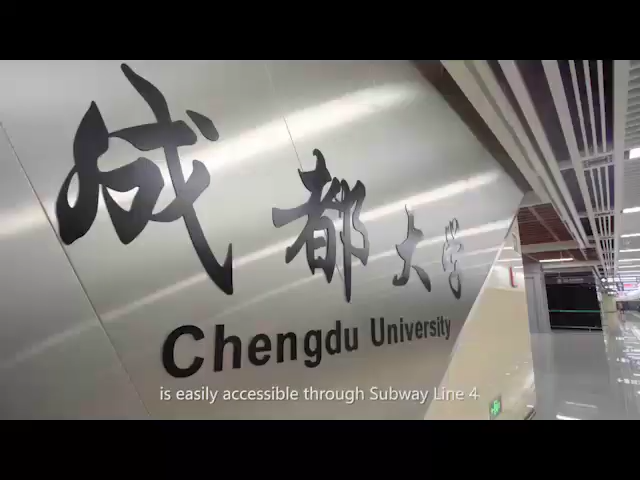 成都大学
Chengdu University
is easily accessible through Subway Line 4